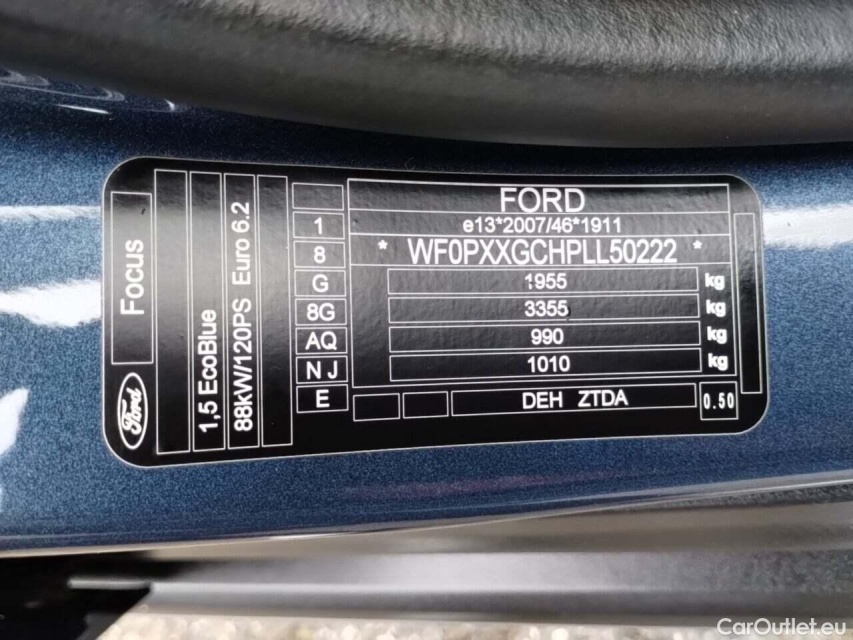 FORD
e13*2007/46*1911
* WF0PXXGCHPLL50222 *
1955 kg
3355 kg
990 kg
1010 kg
DEH ZTDA 0.50
1
8
G
8G
AQ
N J
E
Focus
Ford
1,5 EcoBlue
88kW/120PS Euro 6.2
CarOutlet.eu